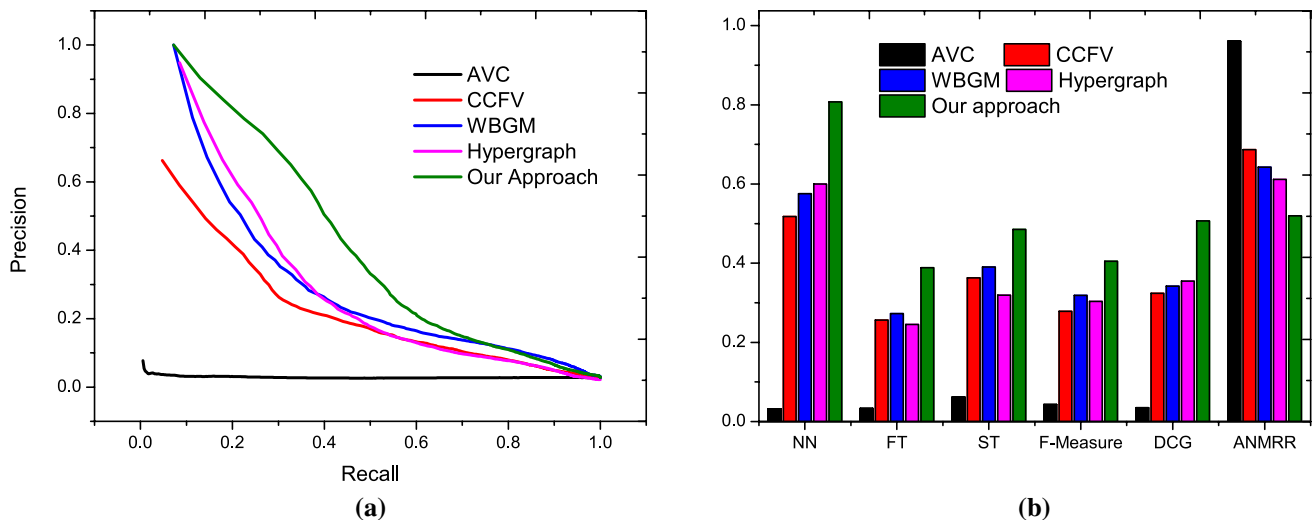 1.0
0.8
0.6
0.4
0.2
0.0
Precision
AVC
CCFV
WBGM
Hypergraph
Our Approach
0.0 0.2 0.4 0.6 0.8 1.0
Recall
(a)
1.0
0.8
0.6
0.4
0.2
0.0
AVC CCFV
WBGM Hypergraph
Our approach
NN FT ST F-Measure DCG ANMRR
(b)